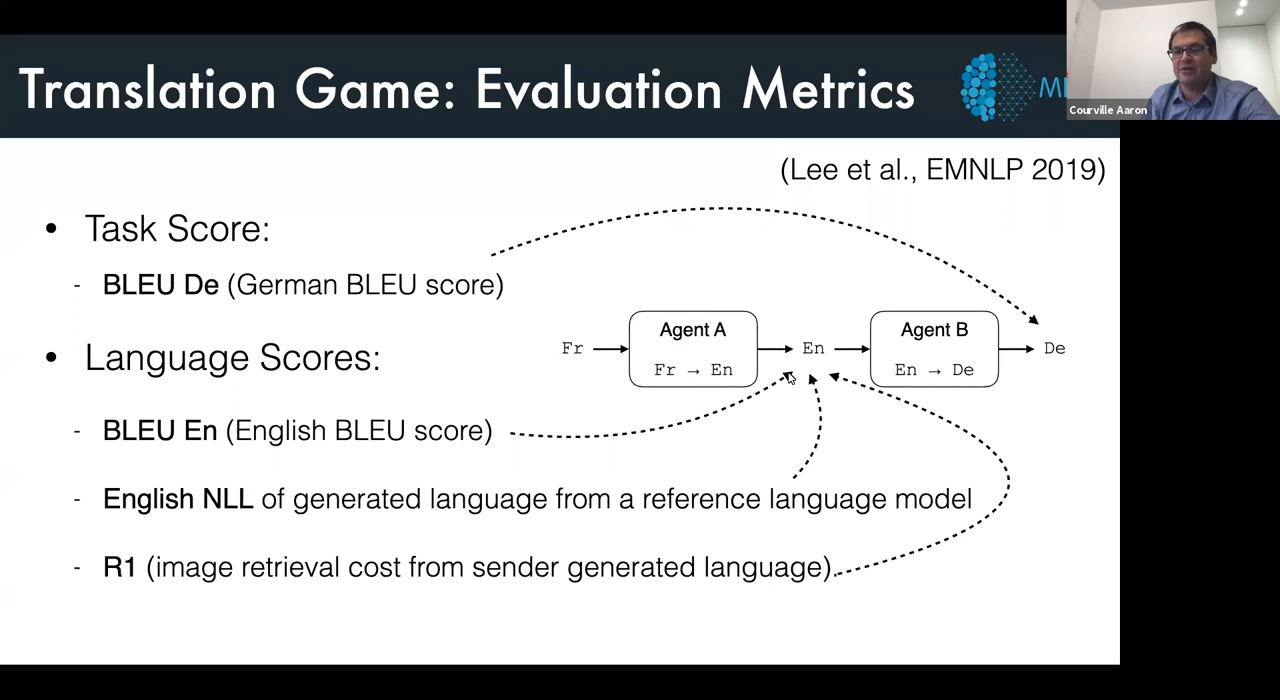 Translation Game: Evaluation Metrics
Courville Aaron
(Lee et al., EMNLP 2019)
• Task Score:
- BLEU De (German BLEU score)
• Language Scores:
- BLEU En (English BLEU score)
- English NLL of generated language from a reference language model
- R1 (image retrieval cost from sender generated language).
Fr
Agent A
Fr → En
En
Agent B
En → De
De